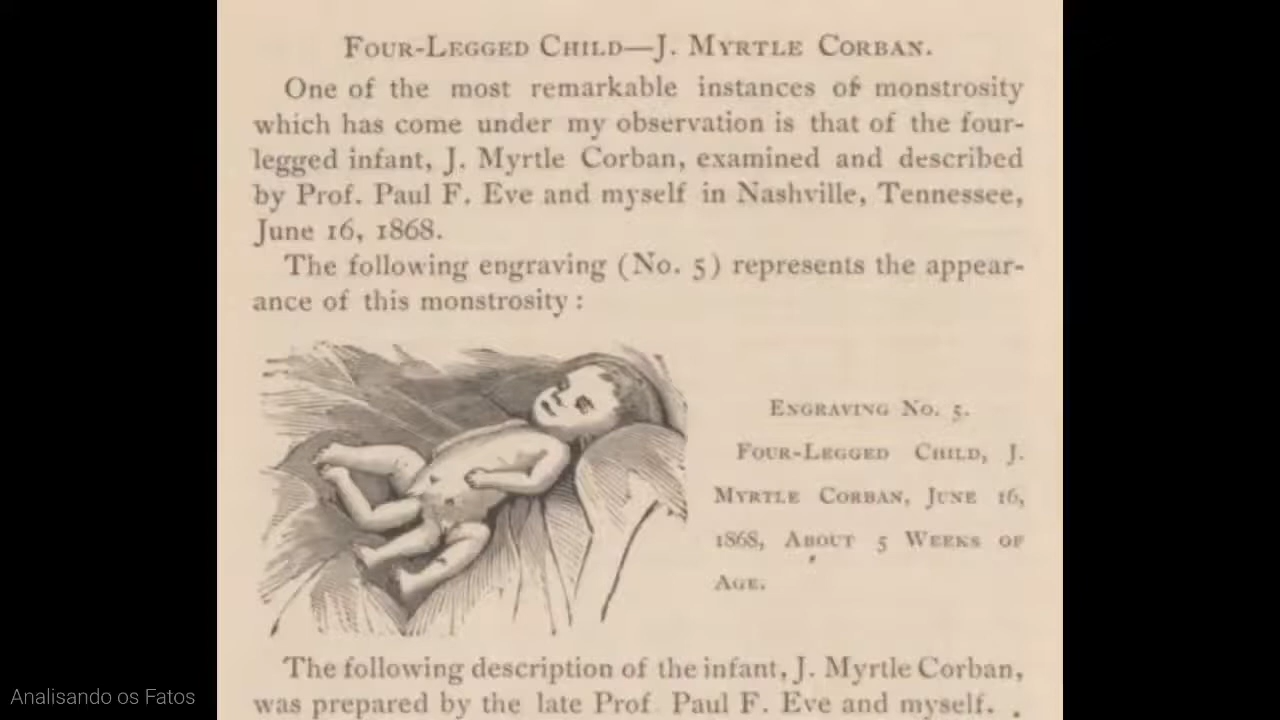 FOUR-LEGGED CHILD—J. MYRTLE CORBAN.
One of the most remarkable instances of monstrosity
which has come under my observation is that of the four-
legged infant, J. Myrtle Corban, examined and described
by Prof. Paul F. Eve and myself in Nashville, Tennessee,
June 16, 1868.
The following engraving (No. 5) represents the appear-
ance of this monstrosity:
ENGRAVING No. 5.
FOUR-LEGGED CHILD, J.
MYRTLE CORBAN, JUNE 16,
1868, ABOUT 5 WEEKS OF
AGE.
The following description of the infant, J. Myrtle Corban,
was prepared by the late Prof Paul F. Eve and myself.
Analisando os Fatos